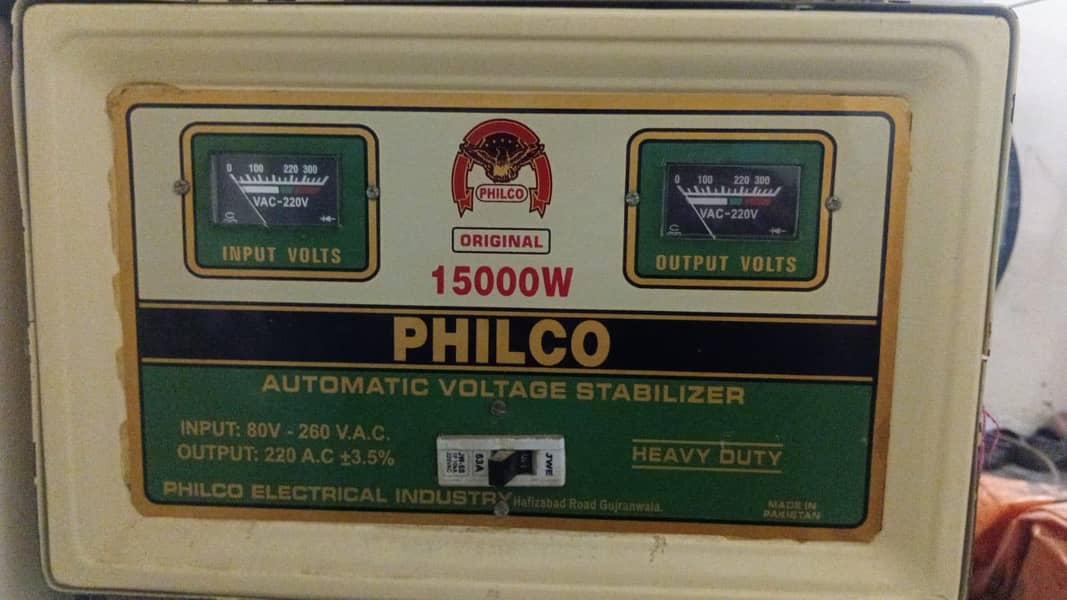 0 100 220 300
VAC-220V
INPUT VOLTS
PHILCO
ORIGINAL
15000W
0 100 220 300
VAC-220V
OUTPUT VOLTS
PHILCO
AUTOMATIC VOLTAGE STABILIZER
INPUT: 80V - 260 V.A.C.
OUTPUT: 220 A.C ±3.5%
63A
JWE
HEAVY DUTY
PHILCO ELECTRICAL INDUSTRY Hafizabad Road Gujranwala.
MADE IN
PAKISTAN